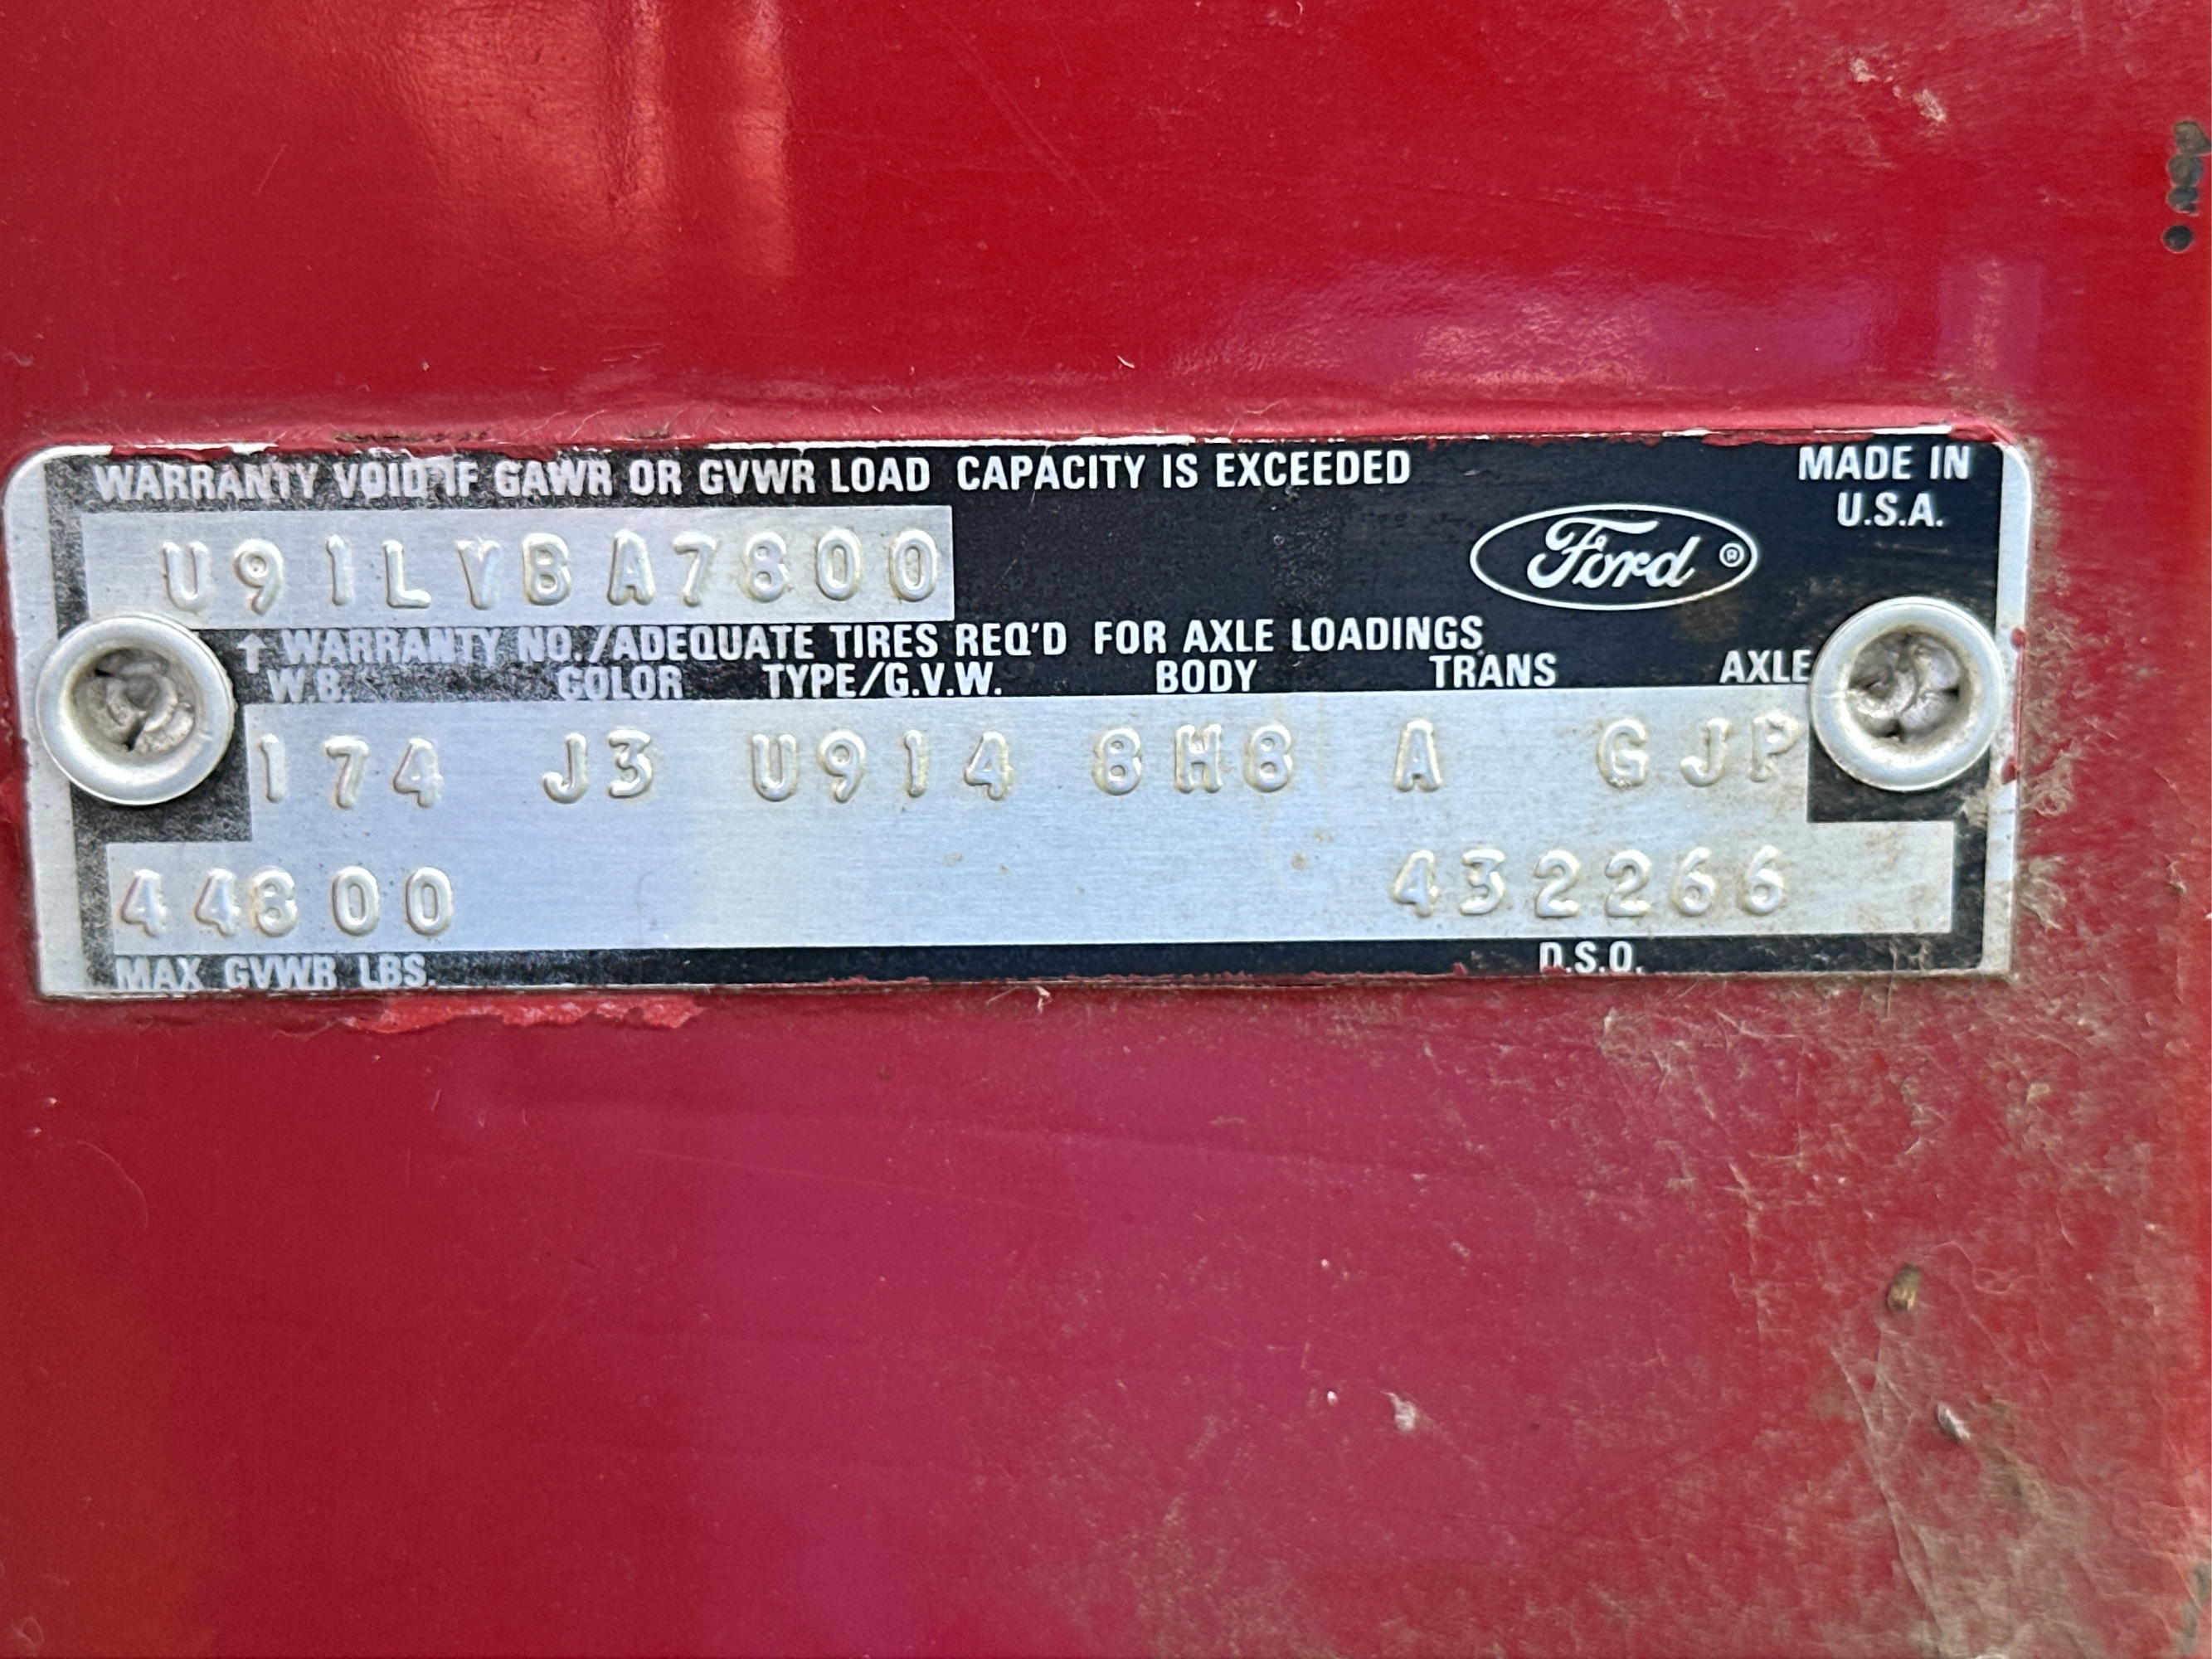 WARRANTY VOID IF GAWR OR GVWR LOAD CAPACITY IS EXCEEDED
MADE IN
U.S.A.
Ford ®
U91LVBA7800
↑ WARRANTY NO./ADEQUATE TIRES REQ'D FOR AXLE LOADINGS
W.B. COLOR TYPE/G.V.W. BODY TRANS AXLE
174 J3 U914 8H8 A GJP
44800 432266
MAX GVWR LBS. D.S.O.